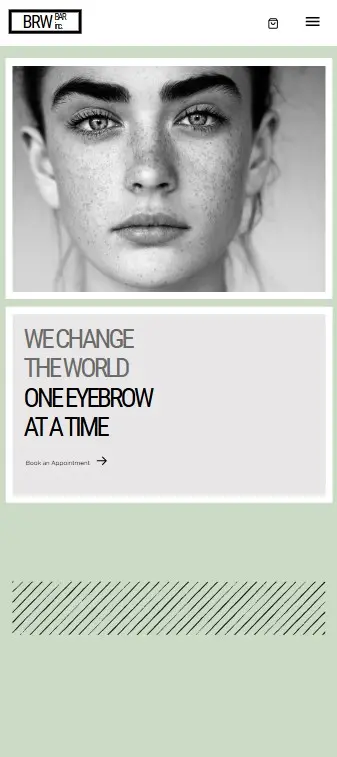 BRW BAR
inc.
WE CHANGE
THE WORLD
ONE EYEBROW
AT A TIME
Book an Appointment